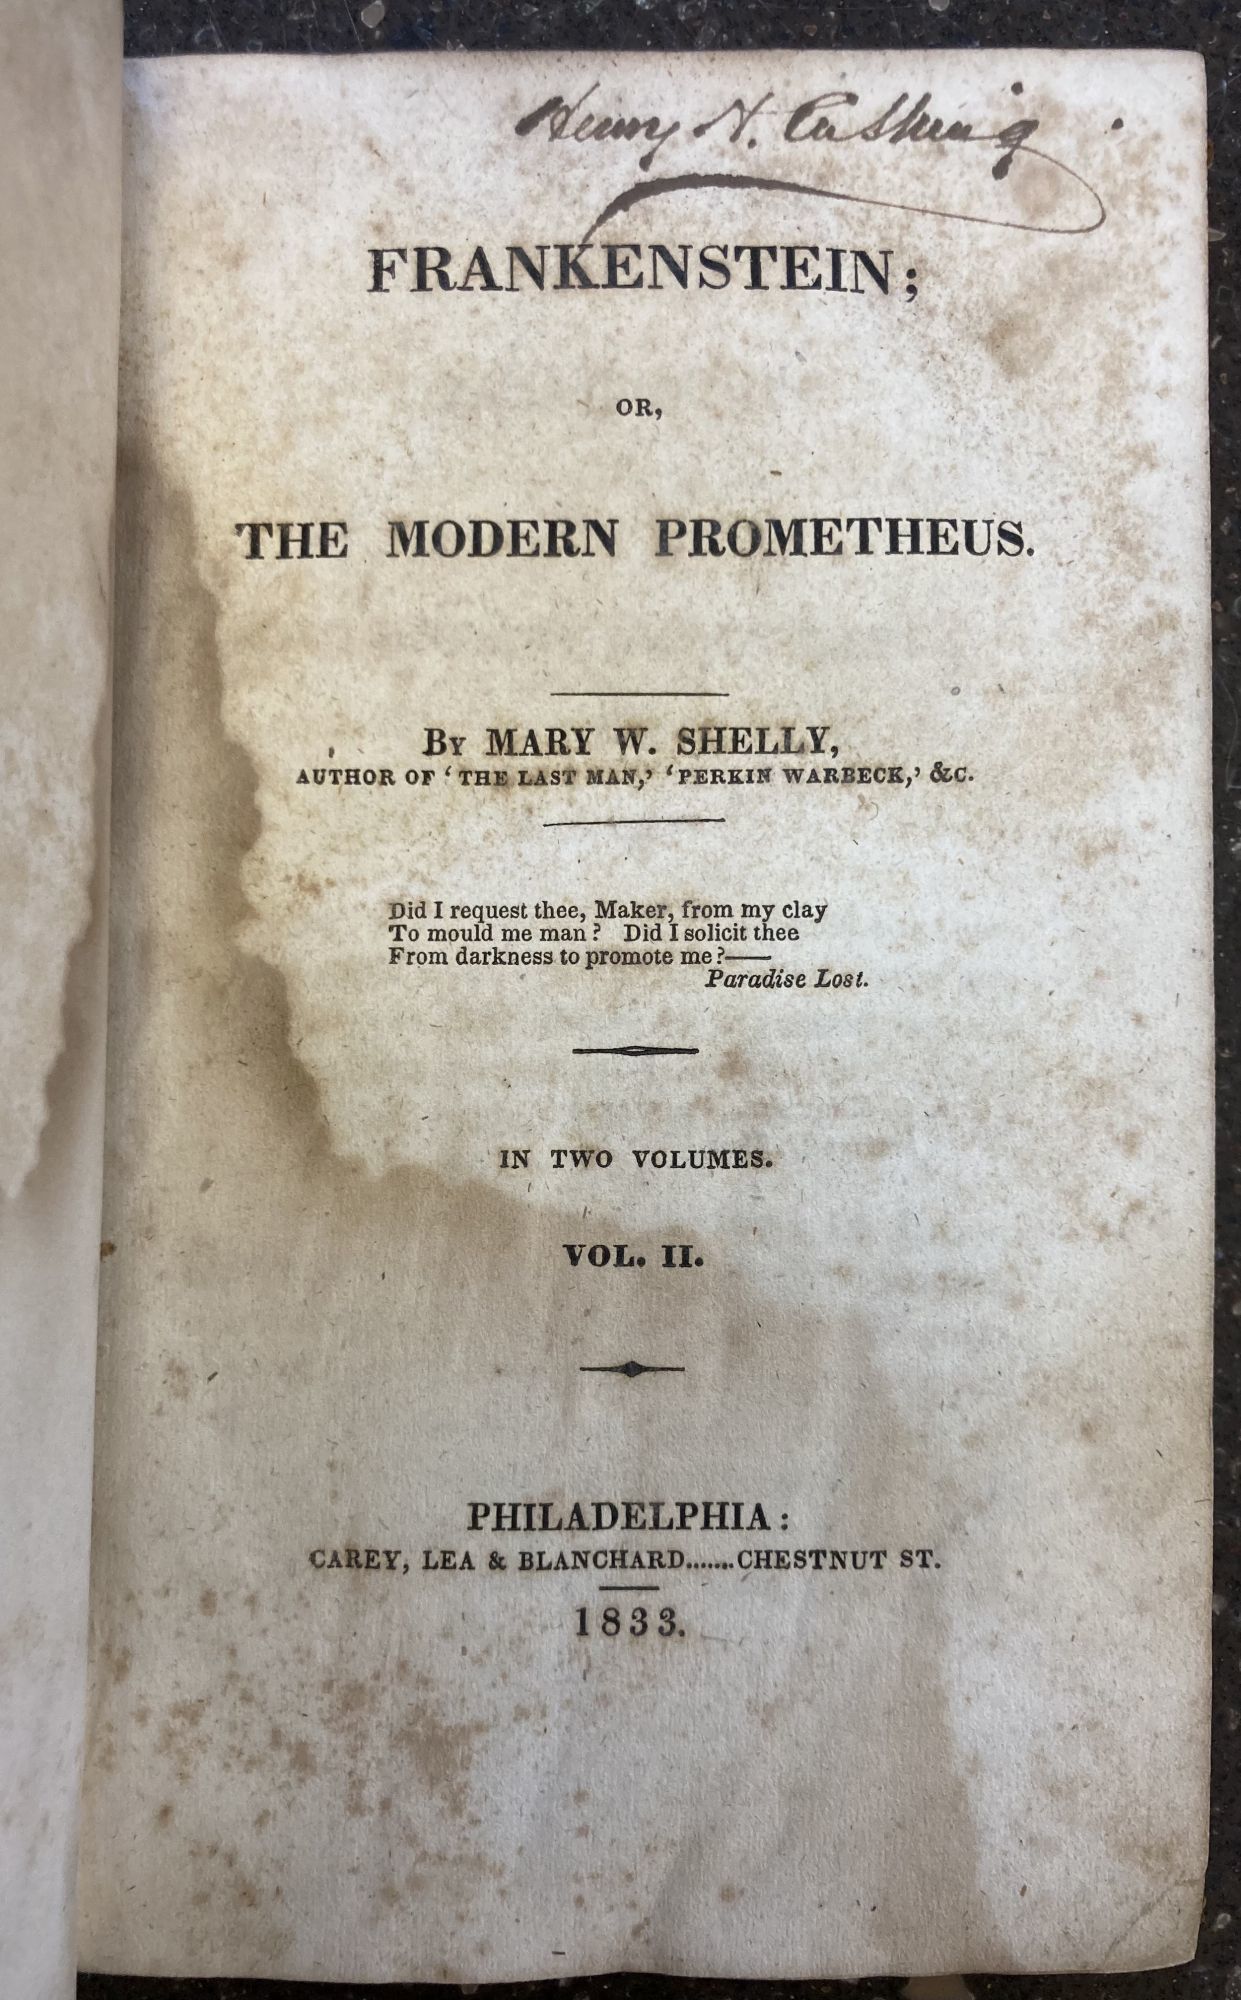 Henry H. Cushing
FRANKENSTEIN;
OR,
THE MODERN PROMETHEUS.
BY MARY W. SHELLY,
AUTHOR OF ‘THE LAST MAN,’ ‘PERKIN WARBECK,’ &C.
Did I request thee, Maker, from my clay
To mould me man? Did I solicit thee
From darkness to promote me?——
Paradise Lost.
IN TWO VOLUMES.
VOL. II.
PHILADELPHIA:
CAREY, LEA & BLANCHARD.......CHESTNUT ST.
1833.